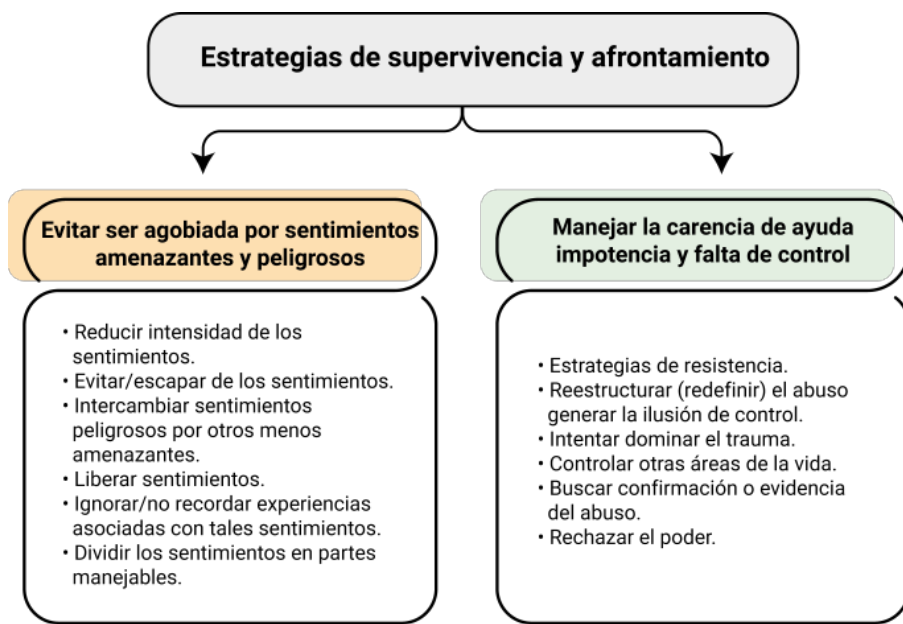 Estrategias de supervivencia y afrontamiento
Evitar ser agobiada por sentimientos
amenazantes y peligrosos
• Reducir intensidad de los
sentimientos.
• Evitar/escapar de los sentimientos.
• Intercambiar sentimientos
peligrosos por otros menos
amenazantes.
• Liberar sentimientos.
• Ignorar/no recordar experiencias
asociadas con tales sentimientos.
• Dividir los sentimientos en partes
manejables.
Manejar la carencia de ayuda
impotencia y falta de control
• Estrategias de resistencia.
• Reestructurar (redefinir) el abuso
generar la ilusión de control.
• Intentar dominar el trauma.
• Controlar otras áreas de la vida.
• Buscar confirmación o evidencia
del abuso.
• Rechazar el poder.